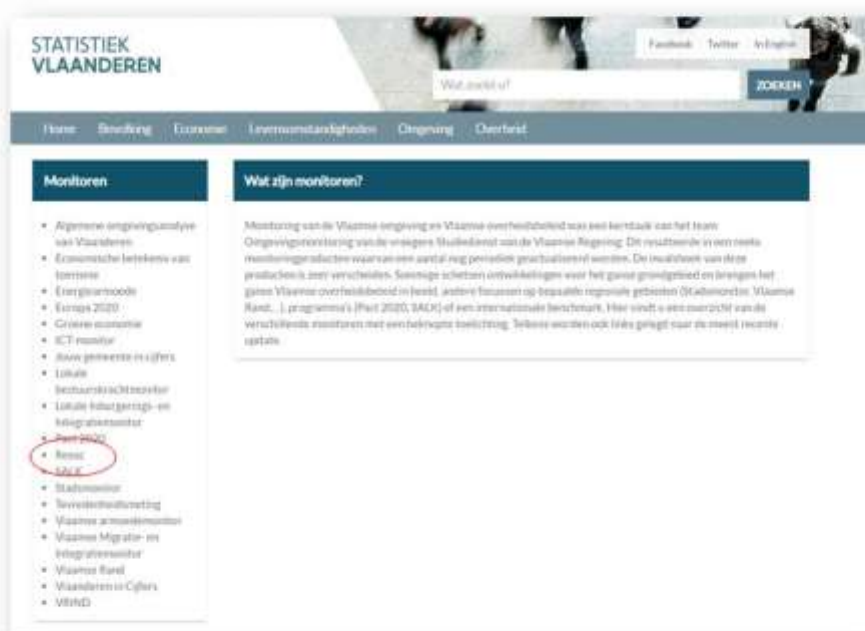 STATISTIEK
VLAANDEREN
Facebook Twitter In English
Wat zoekt u?
ZOEKEN
Home Bevolking Economie Levensomstandigheden Omgeving Overheid
Monitoren
Algemene omgevingsanalyse
van Vlaanderen
Economische betekenis van
toerisme
Energiearmoede
Europa 2020
Groene economie
ICT-monitor
Jouw gemeente in cijfers
Lokale
bestuurskrachtmonitor
Lokale Inburgerings- en
Integratiemonitor
Pact 2020
Resoc
SALK
Stadsmonitor
Tevredenheidsmeting
Vlaamse armoedemonitor
Vlaamse Migratie- en
Integratiemonitor
Vlaamse Rand
Vlaanderen in Cijfers
VRIND
Wat zijn monitoren?
Monitoring van de Vlaamse omgeving en Vlaamse overheidsbeleid was een kerntaak van het team
Omgevingsmonitoring van de vroegere Studiedienst van de Vlaamse Regering. Dit resulteerde in een reeks
monitoringproducten waarvan een aantal nog periodiek geactualiseerd worden. De invalshoek van deze
producten is zeer verscheiden. Sommige schetsen ontwikkelingen voor het ganse grondgebied en brengen het
ganse Vlaamse overheidsbeleid in beeld, andere focussen op bepaalde regionale gebieden (Stadsmonitor, Vlaamse
Rand,...), programma's (Pact 2020, SALK) of een internationale benchmark. Hier vindt u een overzicht van de
verschillende monitoren met een beknopte toelichting. Telkens worden ook links gelegd naar de meest recente
update.